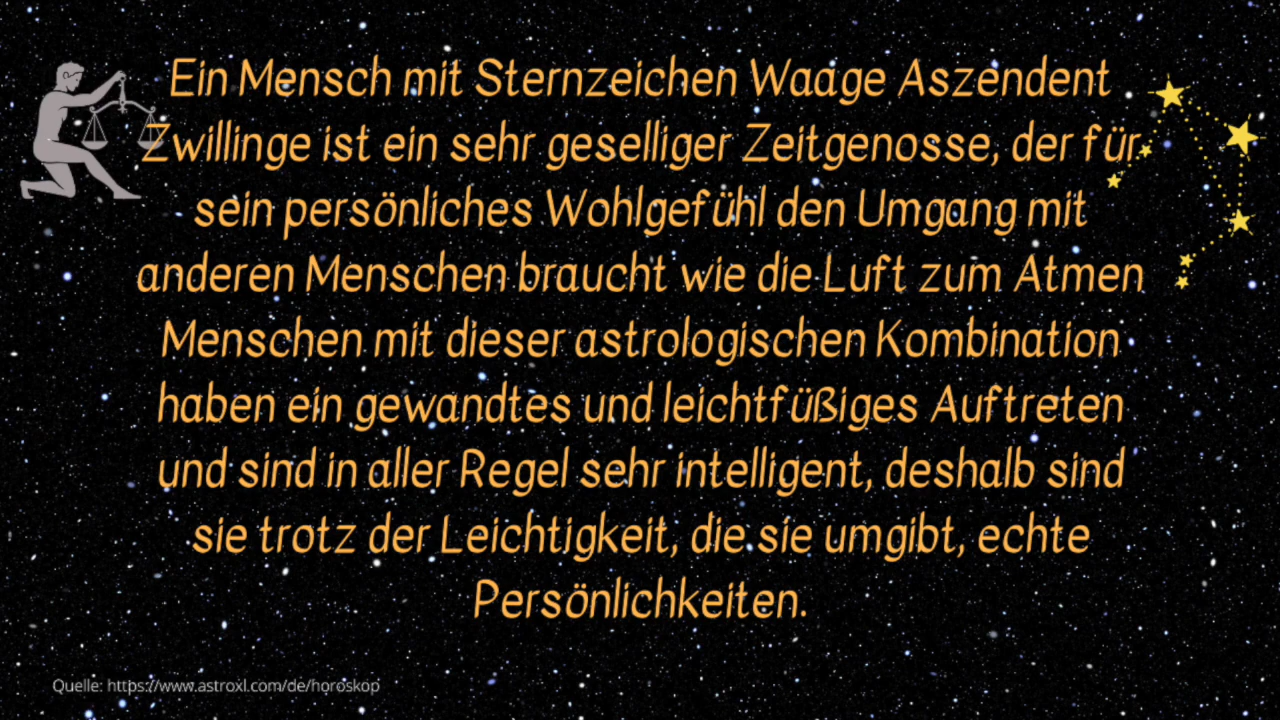 Ein Mensch mit Sternzeichen Waage Aszendent
Zwillinge ist ein sehr geselliger Zeitgenosse, der für
sein persönliches Wohlgefühl den Umgang mit
anderen Menschen braucht wie die Luft zum Atmen
Menschen mit dieser astrologischen Kombination
haben ein gewandtes und leichtfüßiges Auftreten
und sind in aller Regel sehr intelligent, deshalb sind
sie trotz der Leichtigkeit, die sie umgibt, echte
Persönlichkeiten.
Quelle: https://www.astroxl.com/de/horoskop